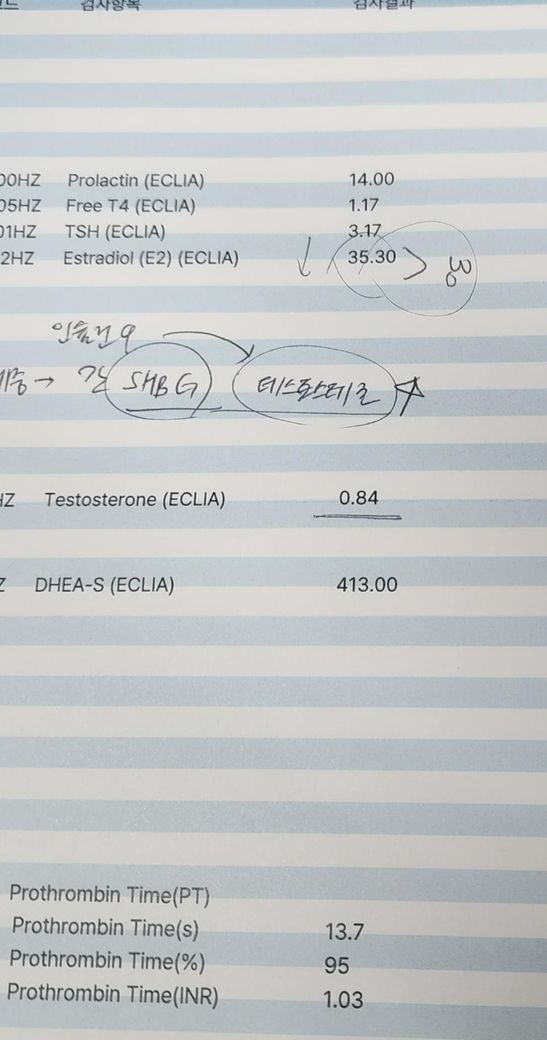 검사항목 검사결과
00HZ Prolactin (ECLIA) 14.00
05HZ Free T4 (ECLIA) 1.17
01HZ TSH (ECLIA) 3.17
2HZ Estradiol (E2) (ECLIA) ↓ 35.30 >
인슐린
→ 간 SHBG 테스토스테론 ↑
HZ Testosterone (ECLIA) 0.84
Z DHEA-S (ECLIA) 413.00
Prothrombin Time(PT)
Prothrombin Time(s) 13.7
Prothrombin Time(%) 95
Prothrombin Time(INR) 1.03